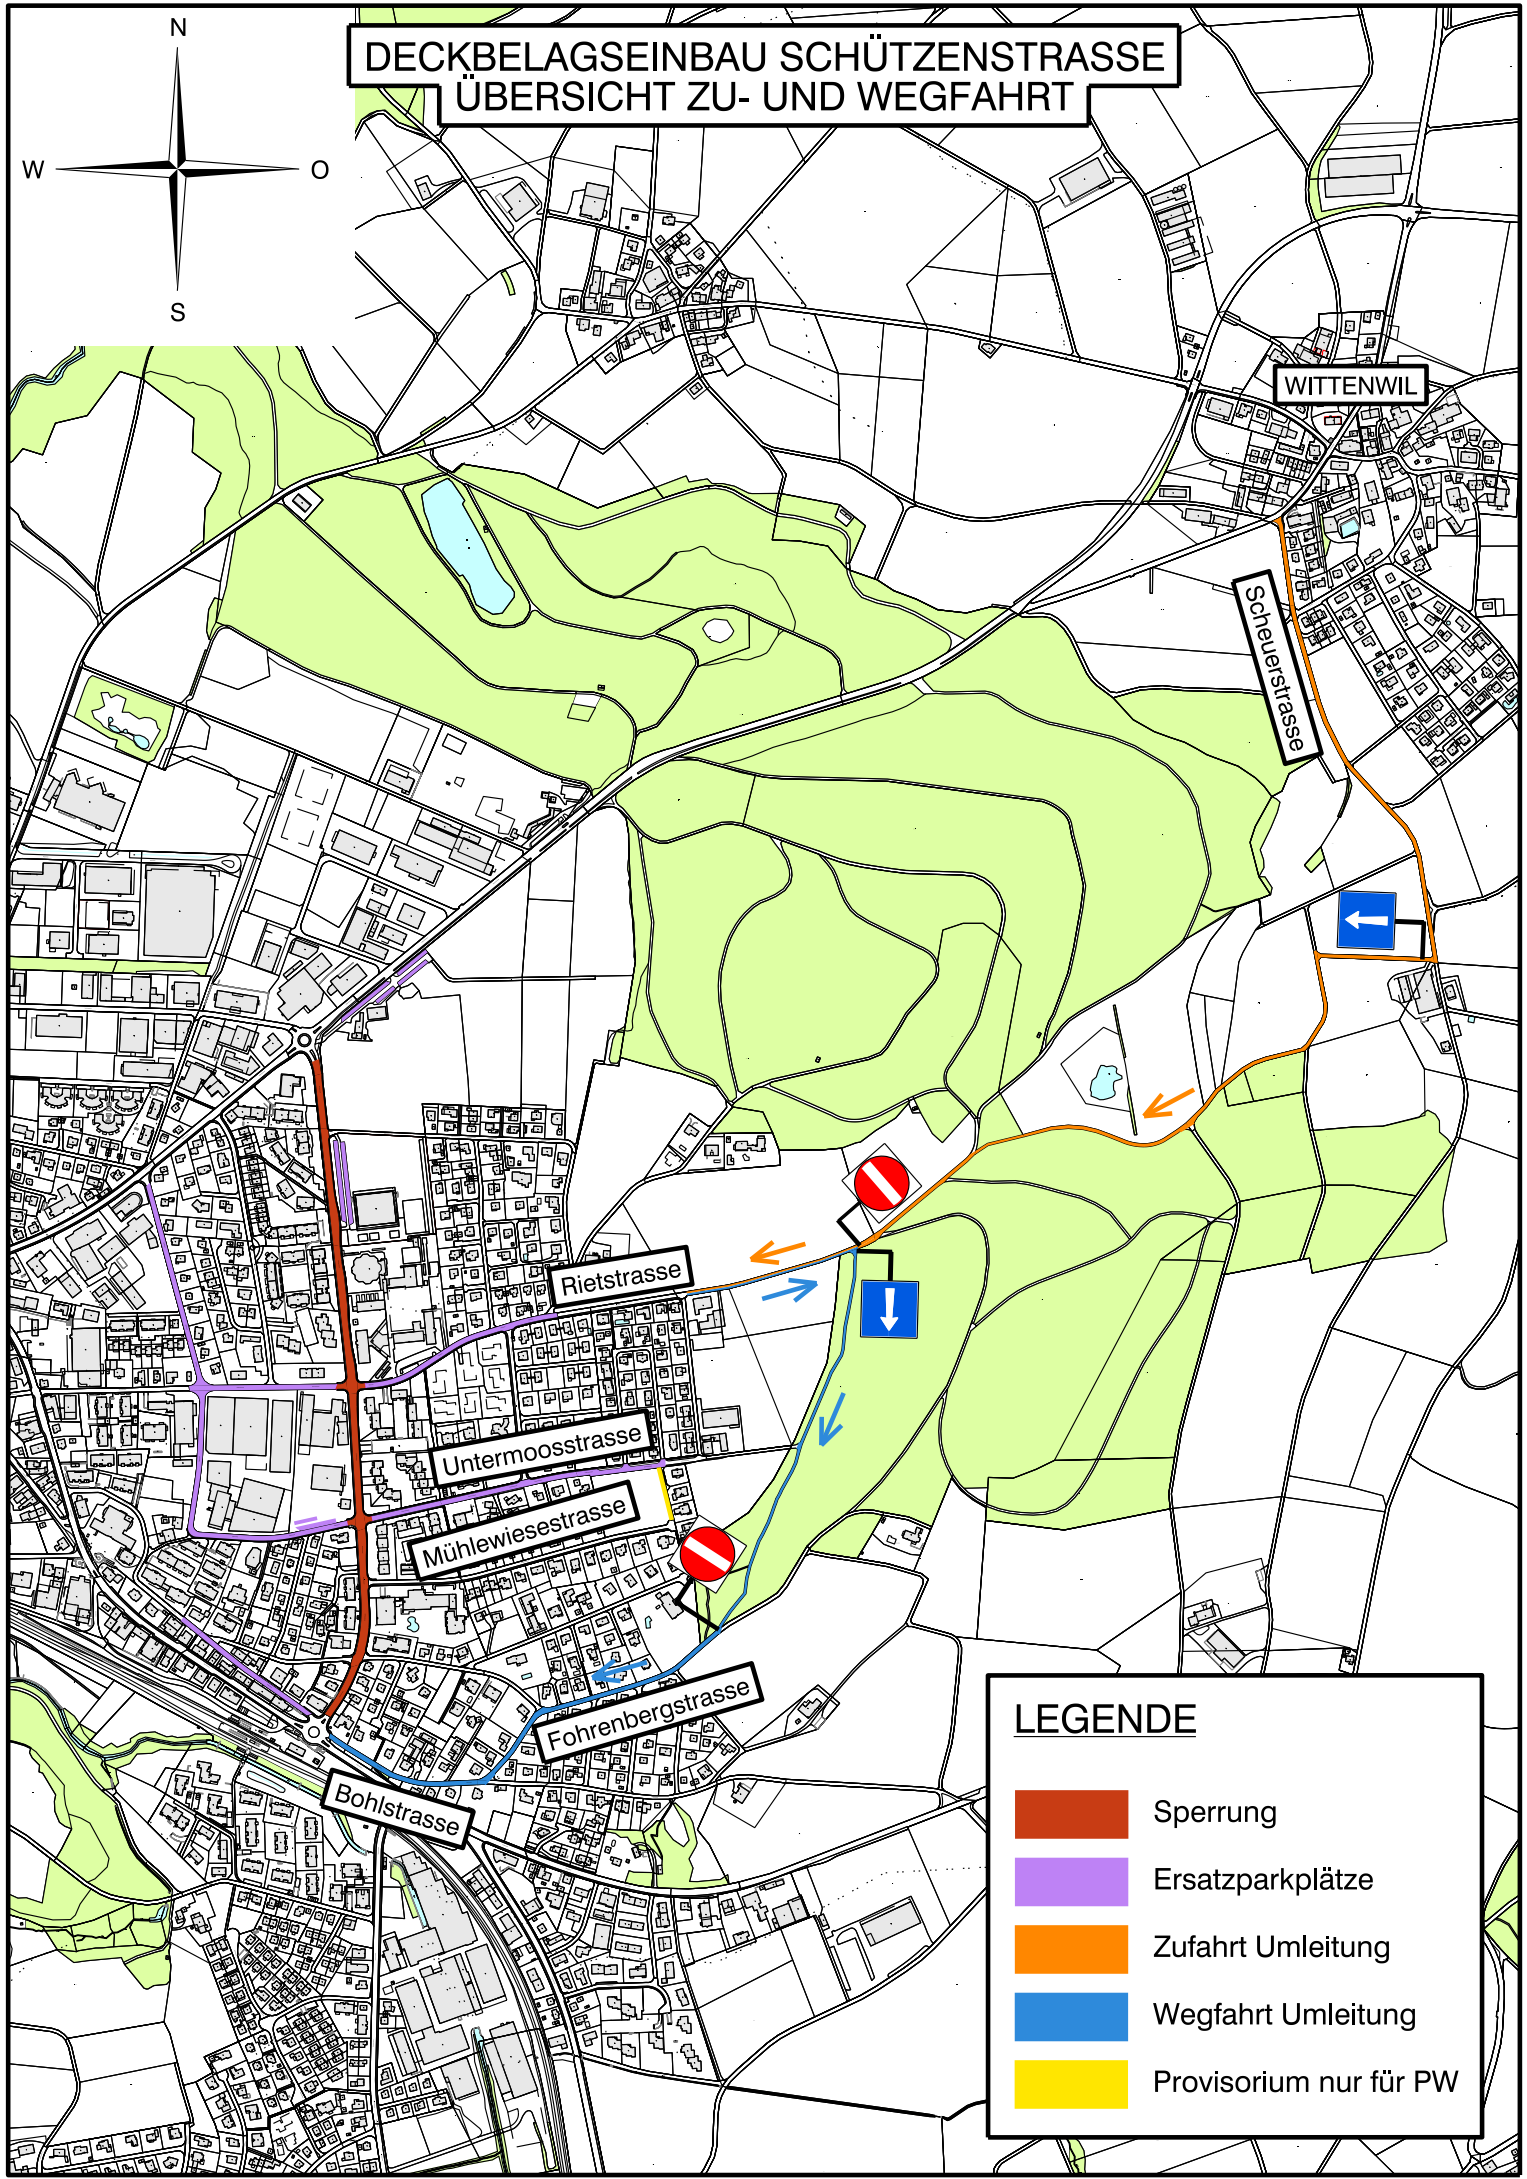 N
W
O
S
DECKBELAGSEINBAU SCHÜTZENSTRASSE
ÜBERSICHT ZU- UND WEGFAHRT
WITTENWIL
Scheuerstrasse
Rietstrasse
Untermoosstrasse
Mühlewiesestrasse
Fohrenbergstrasse
Bohlstrasse
LEGENDE
Sperrung
Ersatzparkplätze
Zufahrt Umleitung
Wegfahrt Umleitung
Provisorium nur für PW